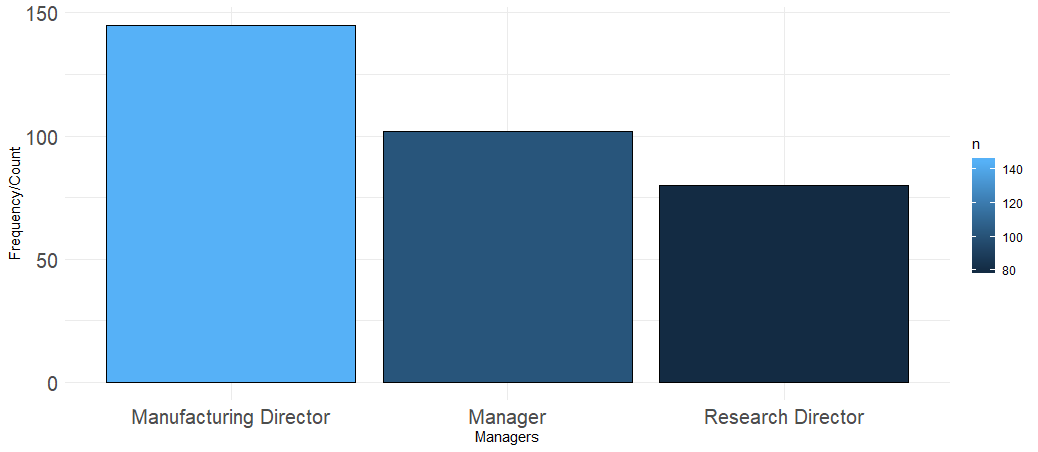 150
100
50
0
Frequency/Count
Manufacturing Director
Manager
Research Director
Managers
n
140
120
100
80